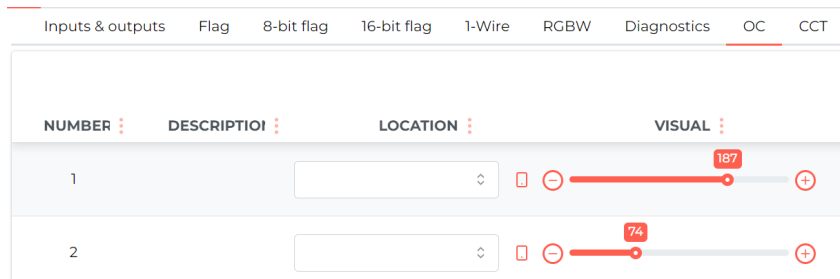 Inputs & outputs Flag 8-bit flag 16-bit flag 1-Wire RGBW Diagnostics OC CCT
NUMBER DESCRIPTION LOCATION VISUAL
187
1
74
2